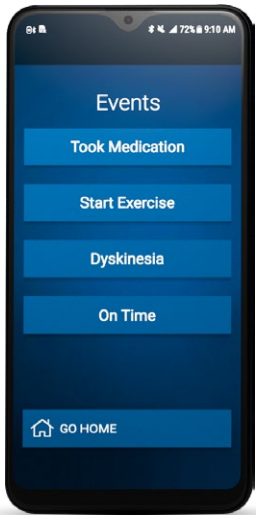 72% 9:10 AM
Events
Took Medication
Start Exercise
Dyskinesia
On Time
GO HOME